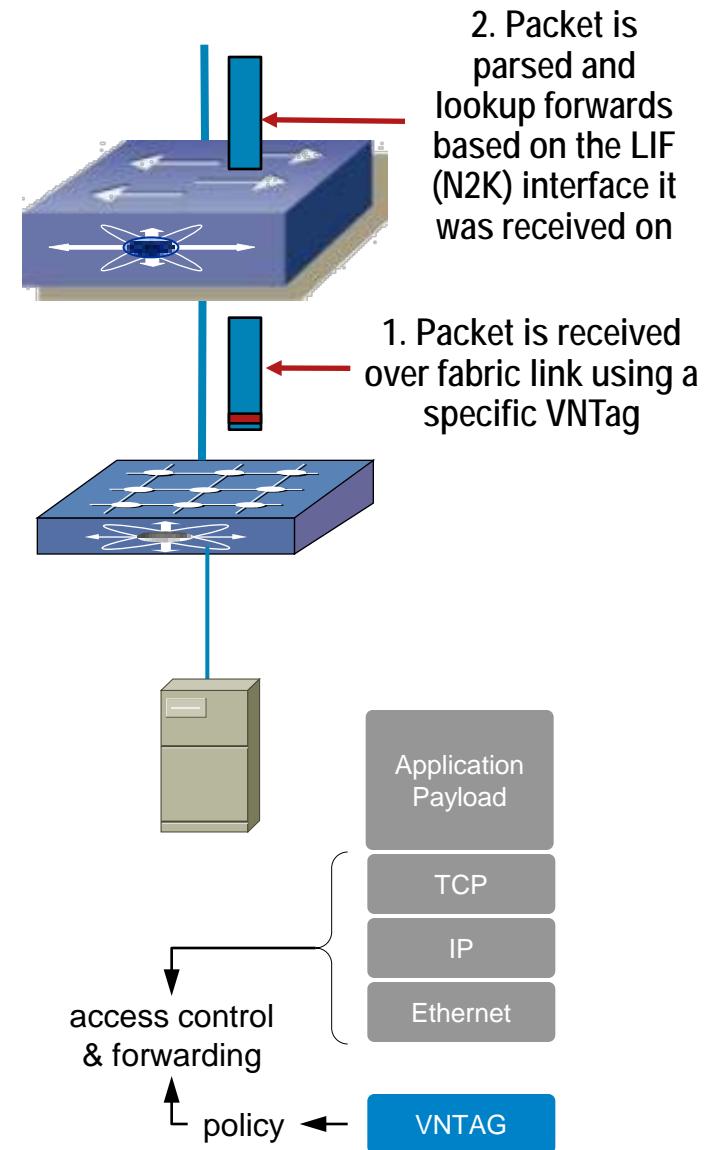 2. Packet is
parsed and
lookup forwards
based on the LIF
(N2K) interface it
was received on
1. Packet is received
over fabric link using a
specific VNTag
Application
Payload
TCP
IP
Ethernet
access control
& forwarding
policy
VNTAG